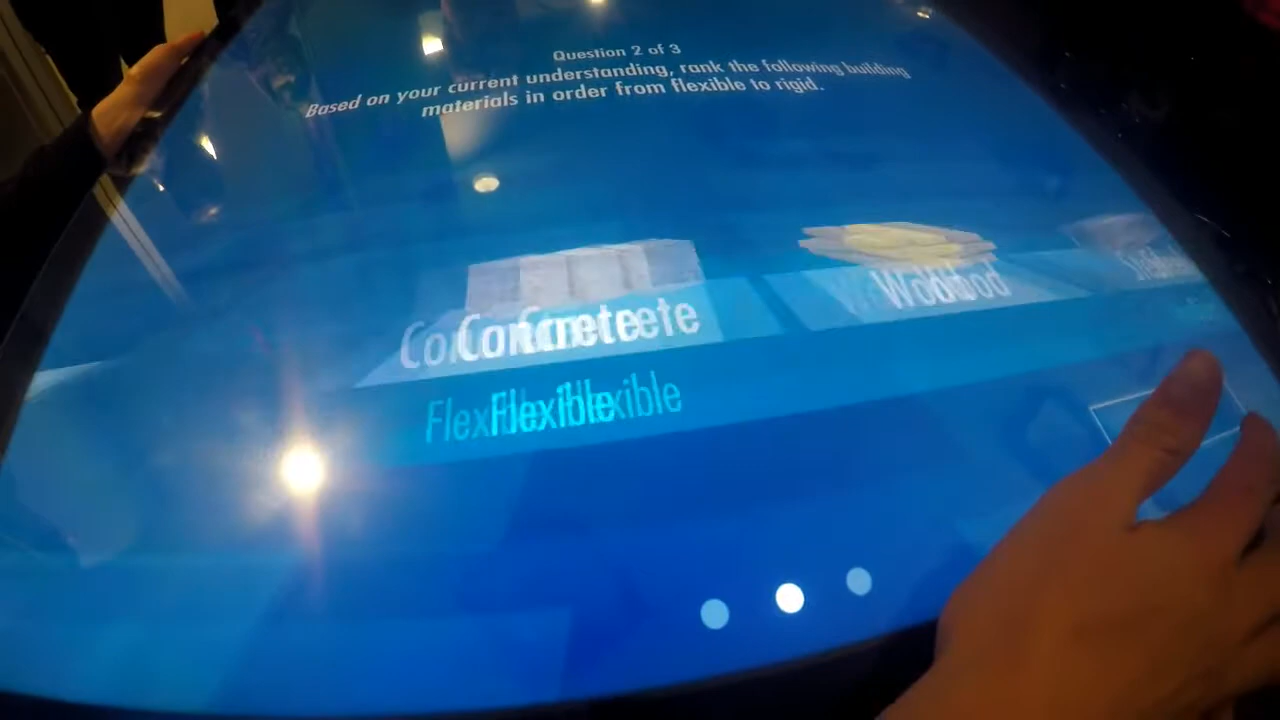 Question 2 of 3
Based on your current understanding, rank the following building
materials in order from flexible to rigid.
Concrete
Wood
Flexible